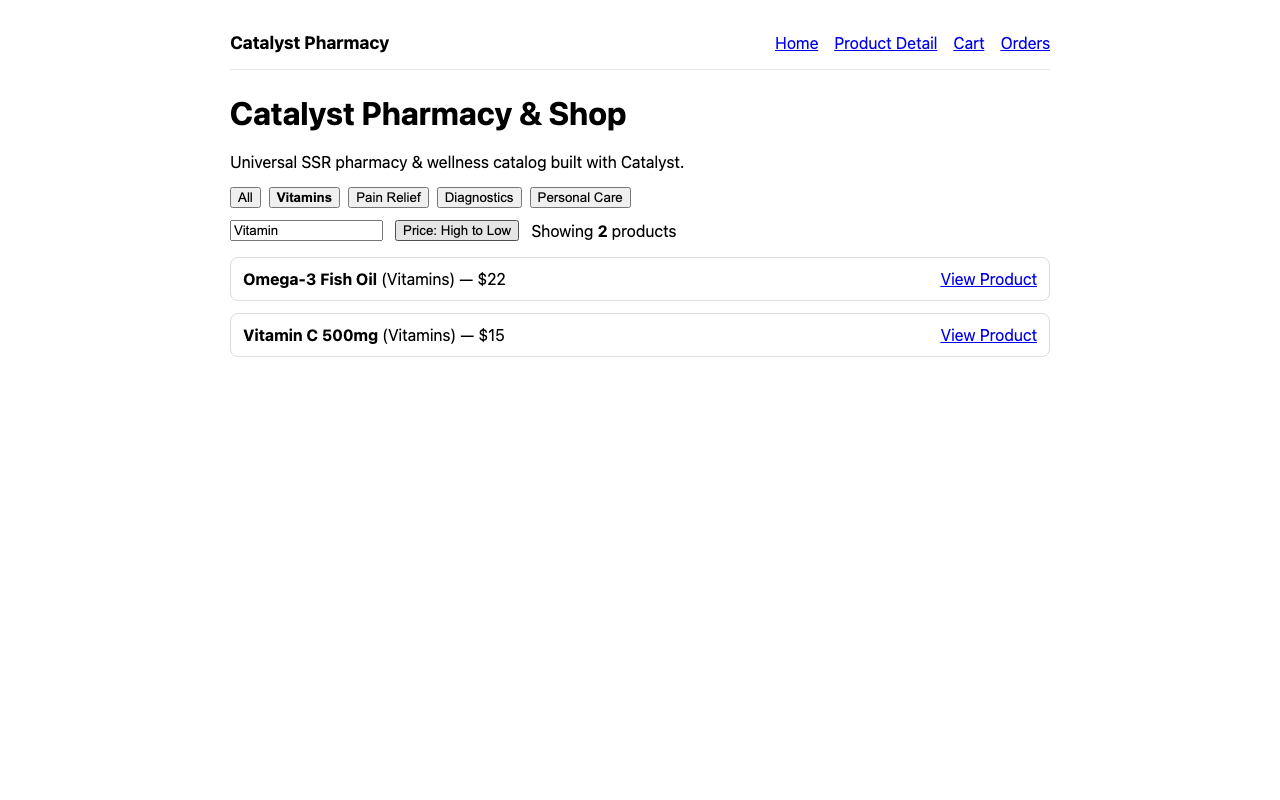 Catalyst Pharmacy Home Product Detail Cart Orders
Catalyst Pharmacy & Shop
Universal SSR pharmacy & wellness catalog built with Catalyst.
All Vitamins Pain Relief Diagnostics Personal Care
Vitamin Price: High to Low Showing 2 products
Omega-3 Fish Oil (Vitamins) — $22 View Product
Vitamin C 500mg (Vitamins) — $15 View Product